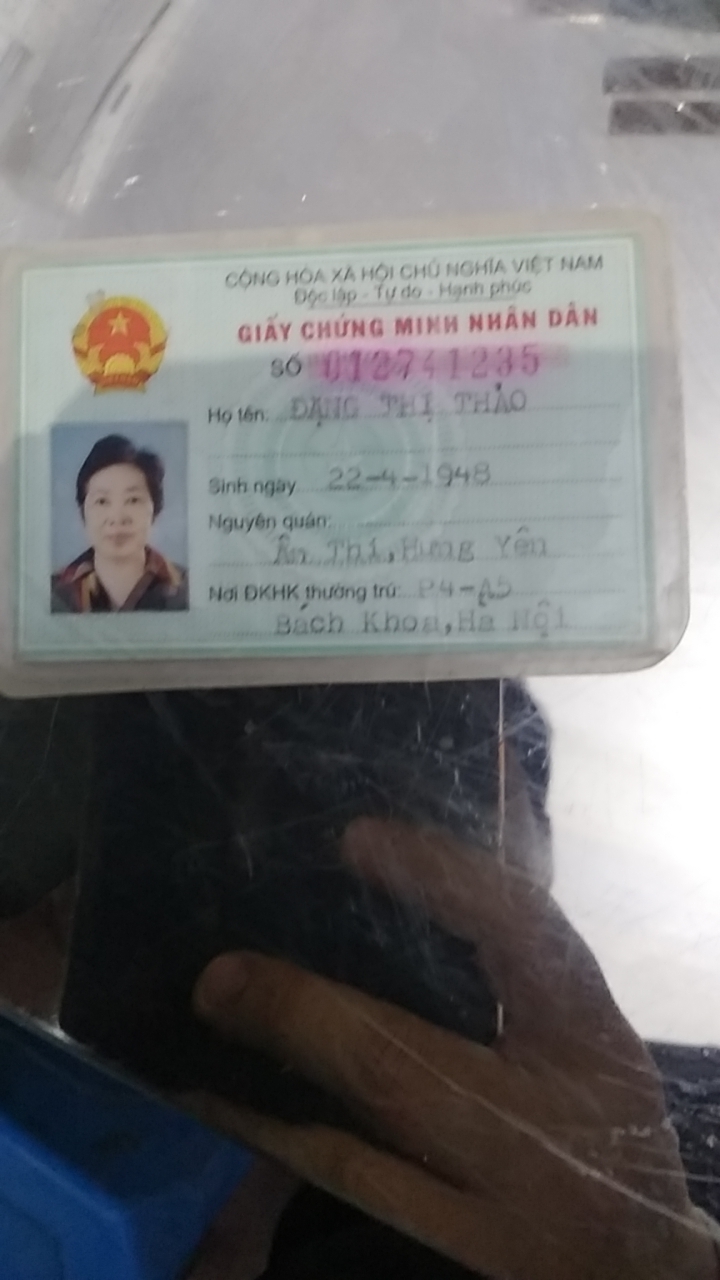 CỘNG HÒA XÃ HỘI CHỦ NGHĨA VIỆT NAM
Độc lập - Tự do - Hạnh phúc
GIẤY CHỨNG MINH NHÂN DÂN
SỐ 012741235
Họ tên: ĐẶNG THỊ THẢO
Sinh ngày 22-4-1948
Nguyên quán:
Ân Thi, Hưng Yên
Nơi ĐKHK thường trú: P4-A5
Bách Khoa, Hà Nội